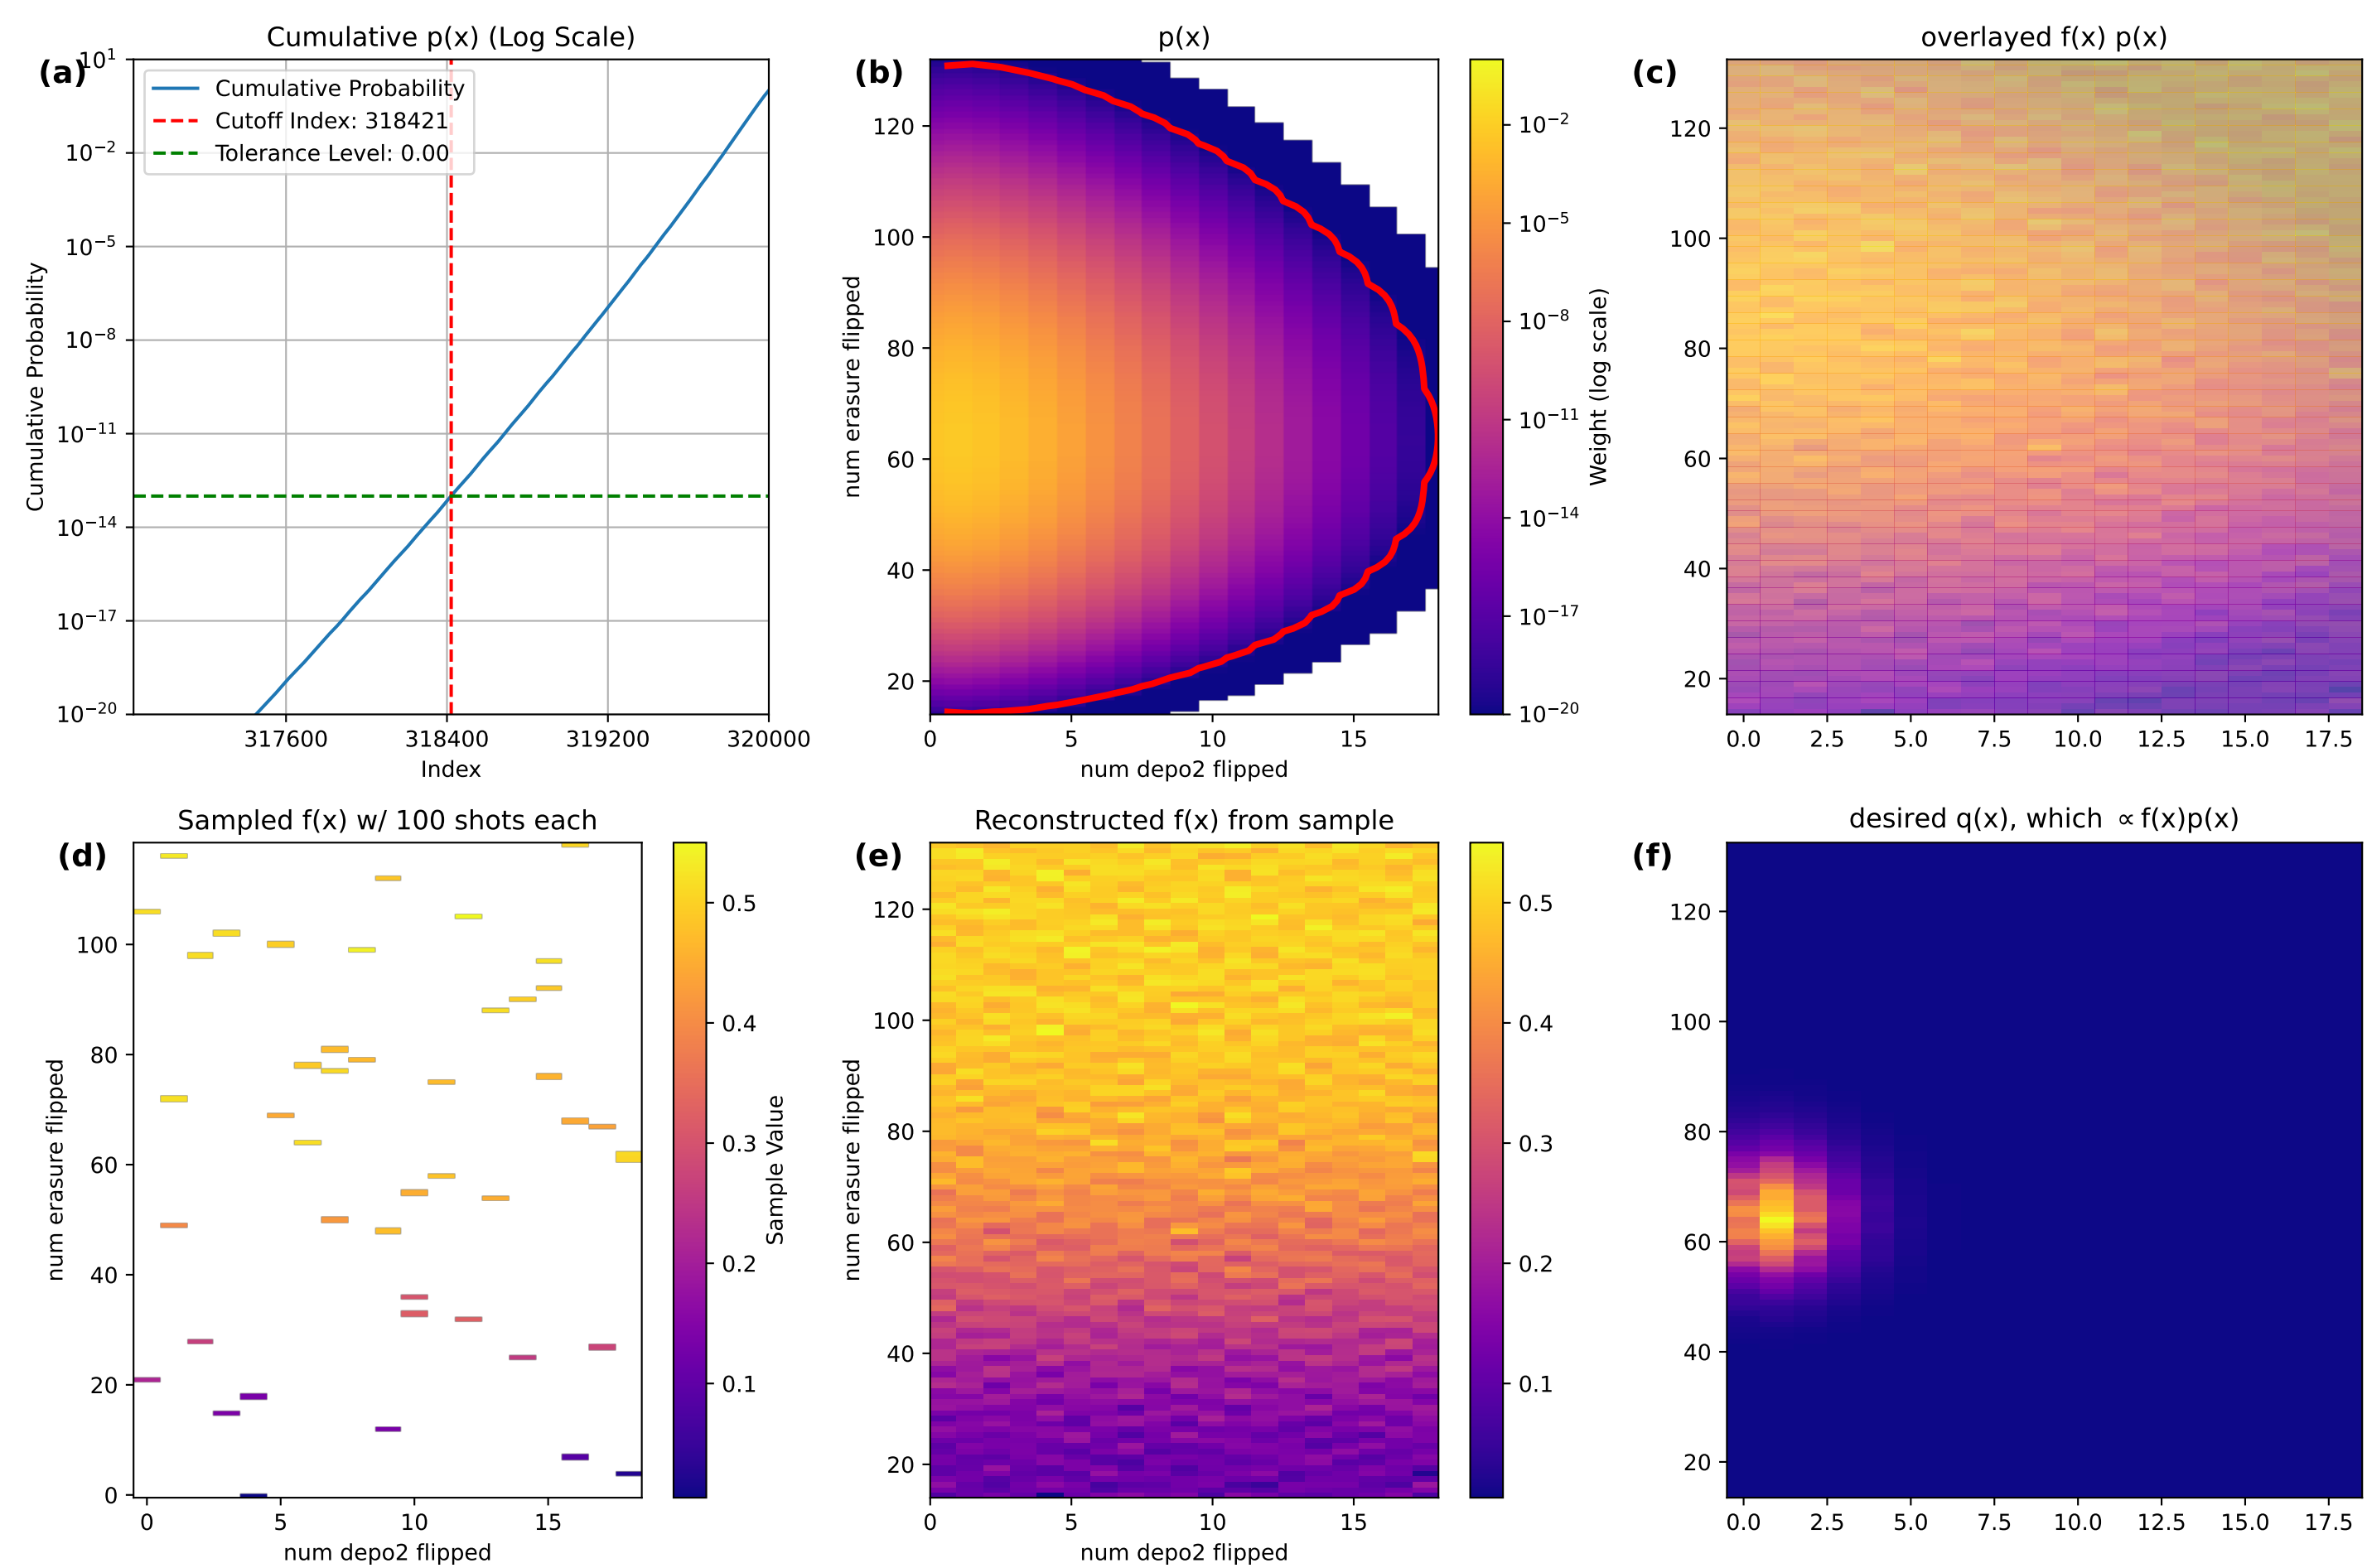 (a)
Cumulative p(x) (Log Scale)
Cumulative Probability
10^1
10^-2
10^-5
10^-8
10^-11
10^-14
10^-17
10^-20
Cumulative Probability
Cutoff Index: 318421
Tolerance Level: 0.00
317600 318400 319200 320000
Index
(b)
p(x)
num erasure flipped
120
100
80
60
40
20
0 5 10 15
num depo2 flipped
10^-2
10^-5
10^-8
10^-11
10^-14
10^-17
10^-20
Weight (log scale)
(c)
overlayed f(x) p(x)
120
100
80
60
40
20
0.0 2.5 5.0 7.5 10.0 12.5 15.0 17.5
(d)
Sampled f(x) w/ 100 shots each
num erasure flipped
100
80
60
40
20
0
0 5 10 15
num depo2 flipped
0.5
0.4
0.3
0.2
0.1
Sample Value
(e)
Reconstructed f(x) from sample
num erasure flipped
120
100
80
60
40
20
0 5 10 15
num depo2 flipped
0.5
0.4
0.3
0.2
0.1
(f)
desired q(x), which ∝f(x)p(x)
120
100
80
60
40
20
0.0 2.5 5.0 7.5 10.0 12.5 15.0 17.5